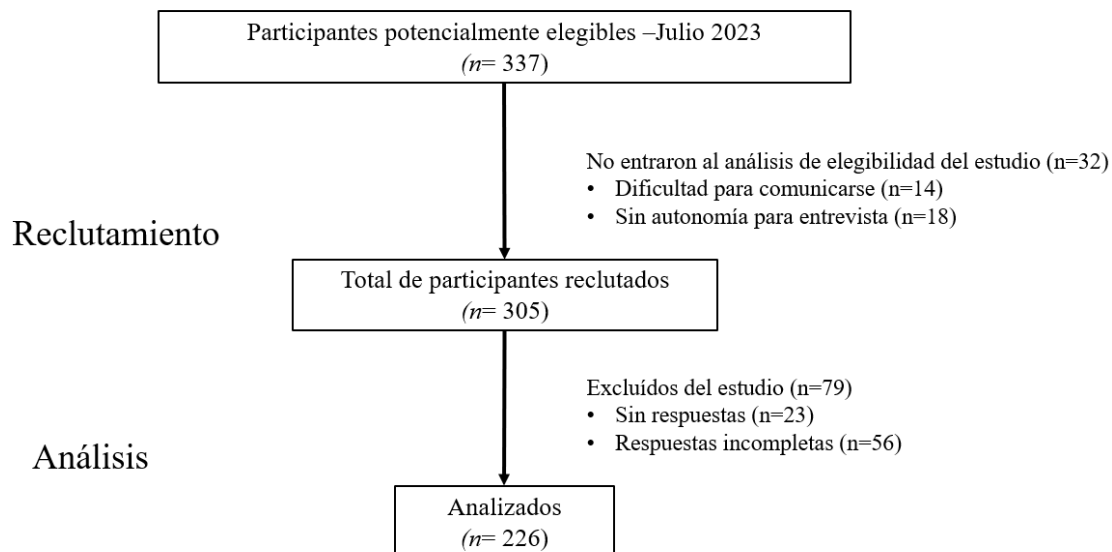 Participantes potencialmente elegibles –Julio 2023
(n= 337)
No entraron al análisis de elegibilidad del estudio (n=32)
• Dificultad para comunicarse (n=14)
• Sin autonomía para entrevista (n=18)
Reclutamiento
Total de participantes reclutados
(n= 305)
Excluídos del estudio (n=79)
• Sin respuestas (n=23)
• Respuestas incompletas (n=56)
Análisis
Analizados
(n= 226)